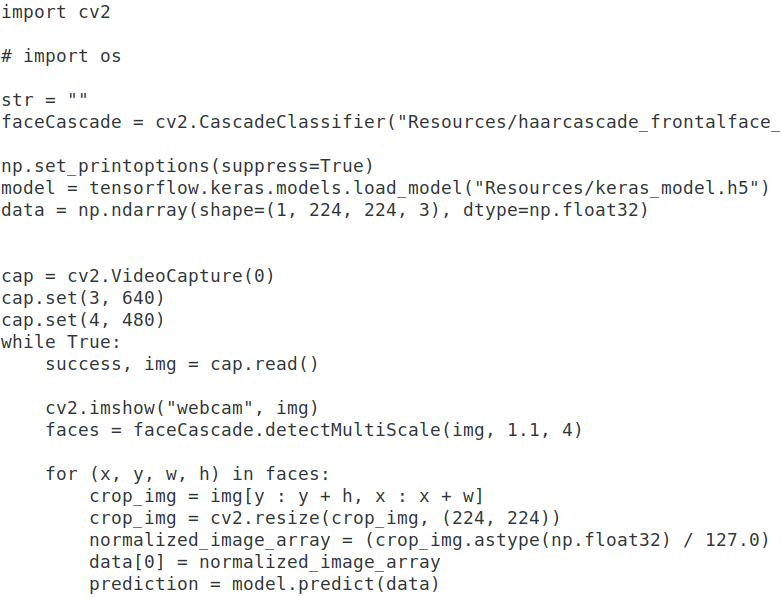 import cv2
# import os
str = ""
faceCascade = cv2.CascadeClassifier("Resources/haarcascade_frontalface_
np.set_printoptions(suppress=True)
model = tensorflow.keras.models.load_model("Resources/keras_model.h5")
data = np.ndarray(shape=(1, 224, 224, 3), dtype=np.float32)
cap = cv2.VideoCapture(0)
cap.set(3, 640)
cap.set(4, 480)
while True:
    success, img = cap.read()
    cv2.imshow("webcam", img)
    faces = faceCascade.detectMultiScale(img, 1.1, 4)
    for (x, y, w, h) in faces:
        crop_img = img[y : y + h, x : x + w]
        crop_img = cv2.resize(crop_img, (224, 224))
        normalized_image_array = (crop_img.astype(np.float32) / 127.0)
        data[0] = normalized_image_array
        prediction = model.predict(data)